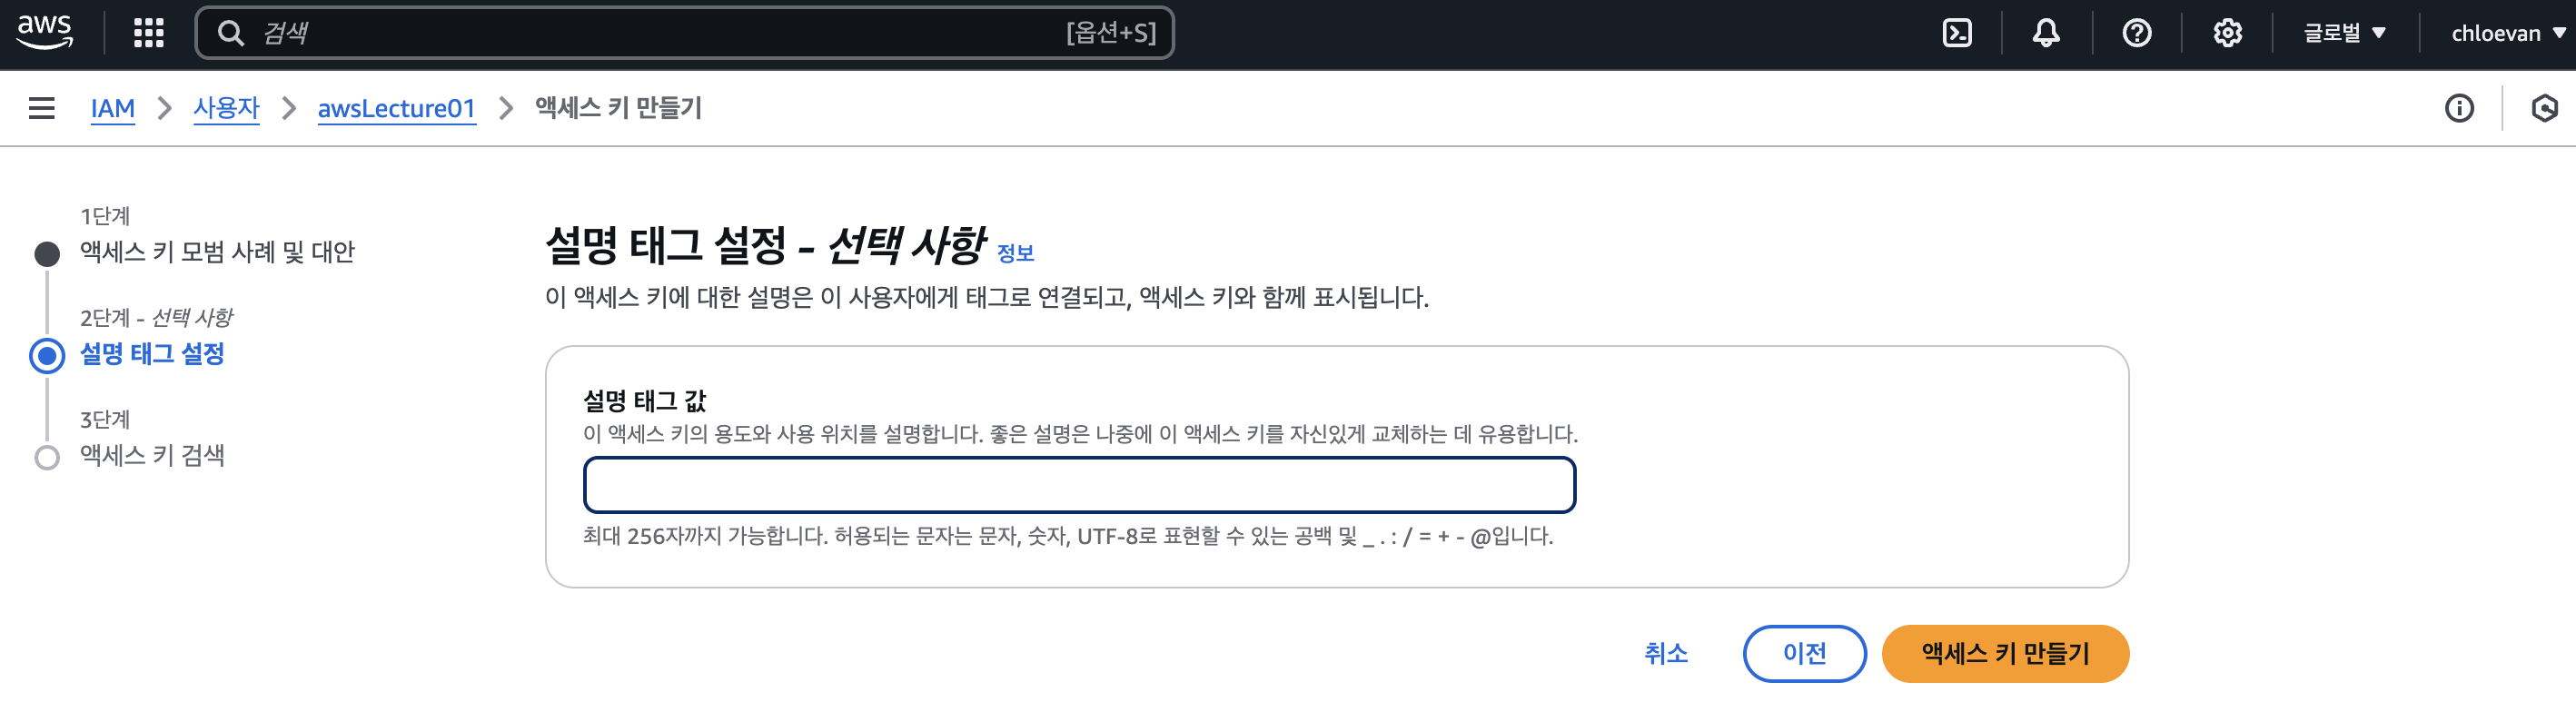 aws
검색
[옵션+S]
글로벌
chloevan
IAM
사용자
awsLecture01
액세스 키 만들기
1단계
액세스 키 모범 사례 및 대안
2단계 - 선택 사항
설명 태그 설정
3단계
액세스 키 검색
설명 태그 설정 - 선택 사항 정보
이 액세스 키에 대한 설명은 이 사용자에게 태그로 연결되고, 액세스 키와 함께 표시됩니다.
설명 태그 값
이 액세스 키의 용도와 사용 위치를 설명합니다. 좋은 설명은 나중에 이 액세스 키를 자신있게 교체하는 데 유용합니다.
최대 256자까지 가능합니다. 허용되는 문자는 문자, 숫자, UTF-8로 표현할 수 있는 공백 및 _ . : / = + - @입니다.
취소
이전
액세스 키 만들기